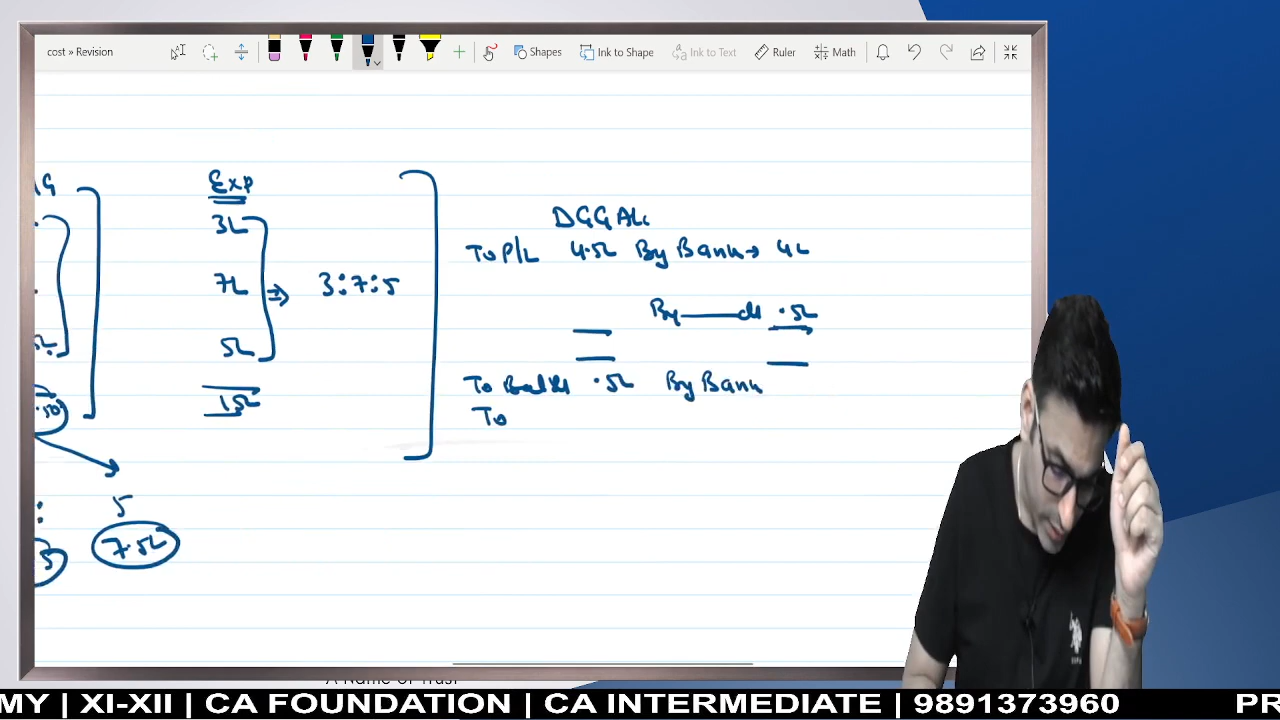 cost » Revision
Shapes
Ink to Shape
Ink to Text
Ruler
Math
Exp
3L
7L
5L
15L
3:7:5
5
7.5L
DGG A/c
To P/L 4.5L By Bank → 4L
By c/d .5L
To Bal b/d .5L By Bank
To
MY | XI-XII | CA FOUNDATION | CA INTERMEDIATE | 9891373960 PR